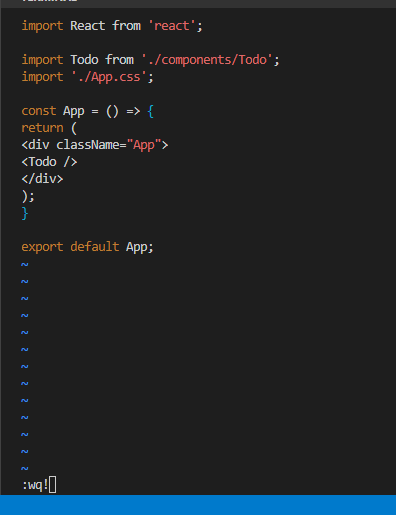 import React from 'react';
import Todo from './components/Todo';
import './App.css';
const App = () => {
return (
<div className="App">
<Todo />
</div>
);
}
export default App;
~
~
~
~
~
~
~
~
~
~
~
~
~
:wq!